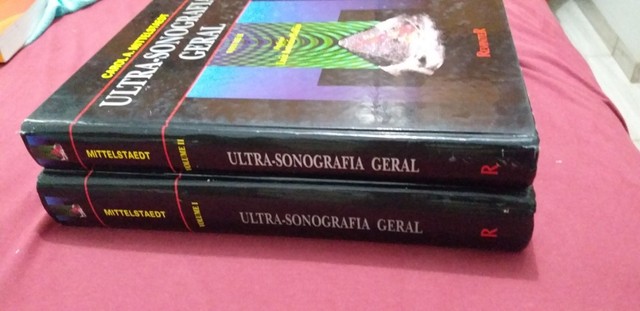 CAROL A. MITTELSTAEDT
ULTRA-SONOGRAFIA
GERAL
REVINTER
MITTELSTAEDT
VOLUME II
ULTRA-SONOGRAFIA GERAL
R
MITTELSTAEDT
VOLUME I
ULTRA-SONOGRAFIA GERAL
R